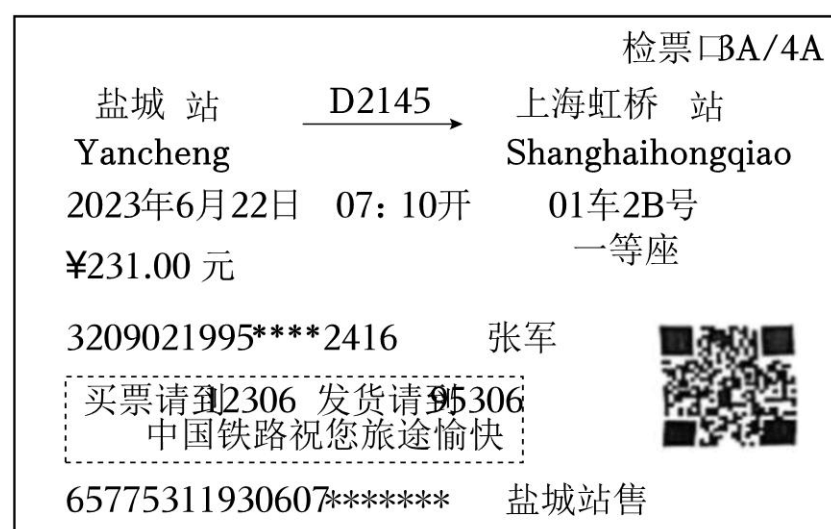 检票口3A/4A
盐城 站 D2145 上海虹桥 站
Yancheng Shanghaihongqiao
2023年6月22日 07: 10开 01车2B号
¥231.00 元 一等座
3209021995****2416 张军
买票请到12306 发货请到95306
中国铁路祝您旅途愉快
65775311930607******* 盐城站售